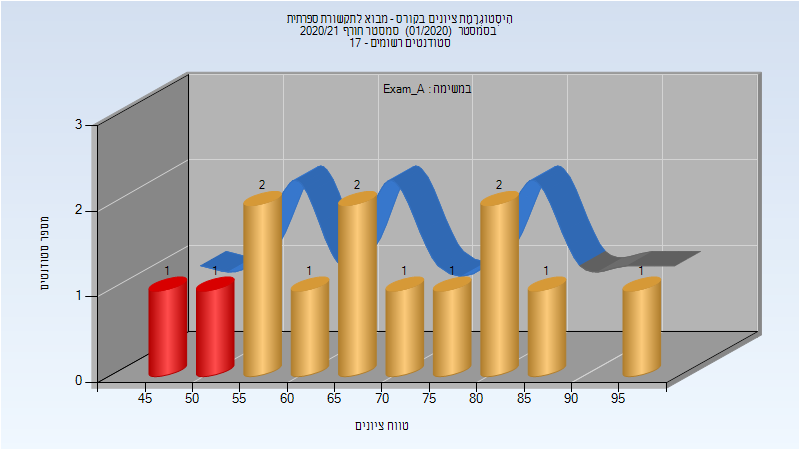 היסטוגרמת ציונים בקורס - מבוא לתקשורת ספרתית
בסמסטר (01/2020) סמסטר חורף 2020/21
סטודנטים רשומים - 17
במשימה : Exam_A
מספר סטודנטים
3
2
1
0
1
1
2
1
2
1
1
2
1
1
45 50 55 60 65 70 75 80 85 90 95
טווח ציונים